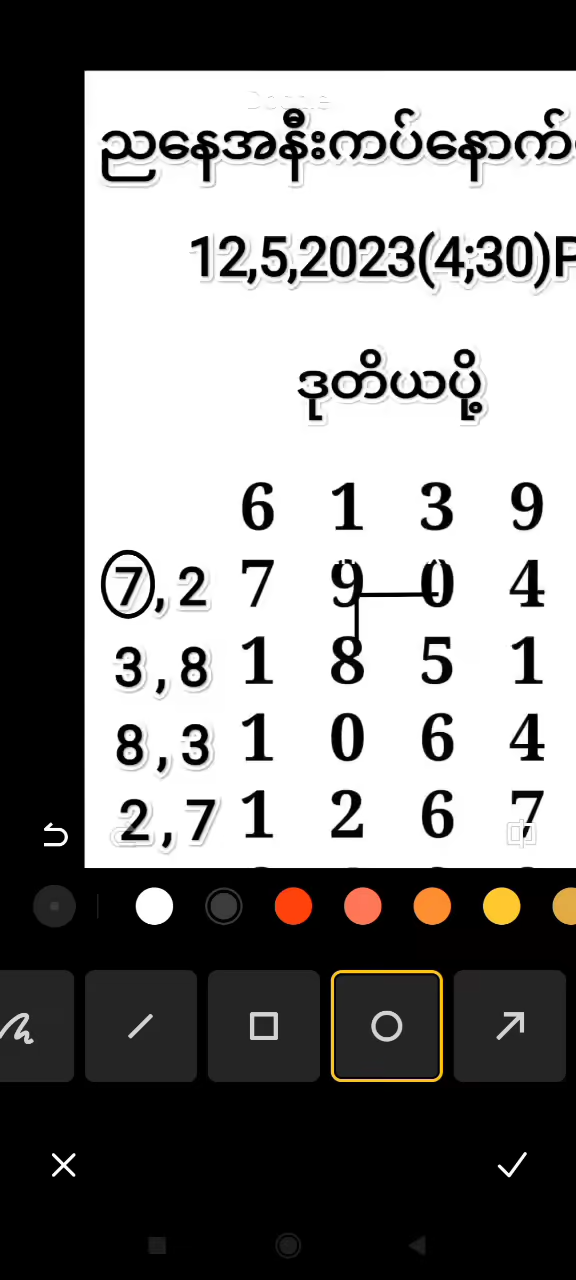 Doodle
ညနေအနီးကပ်နောက်
12,5,2023(4;30)P
ဒုတိယပို့
6 1 3 9
7,2 7 9 0 4
3,8 1 8 5 1
8,3 1 0 6 4
2,7 1 2 6 7